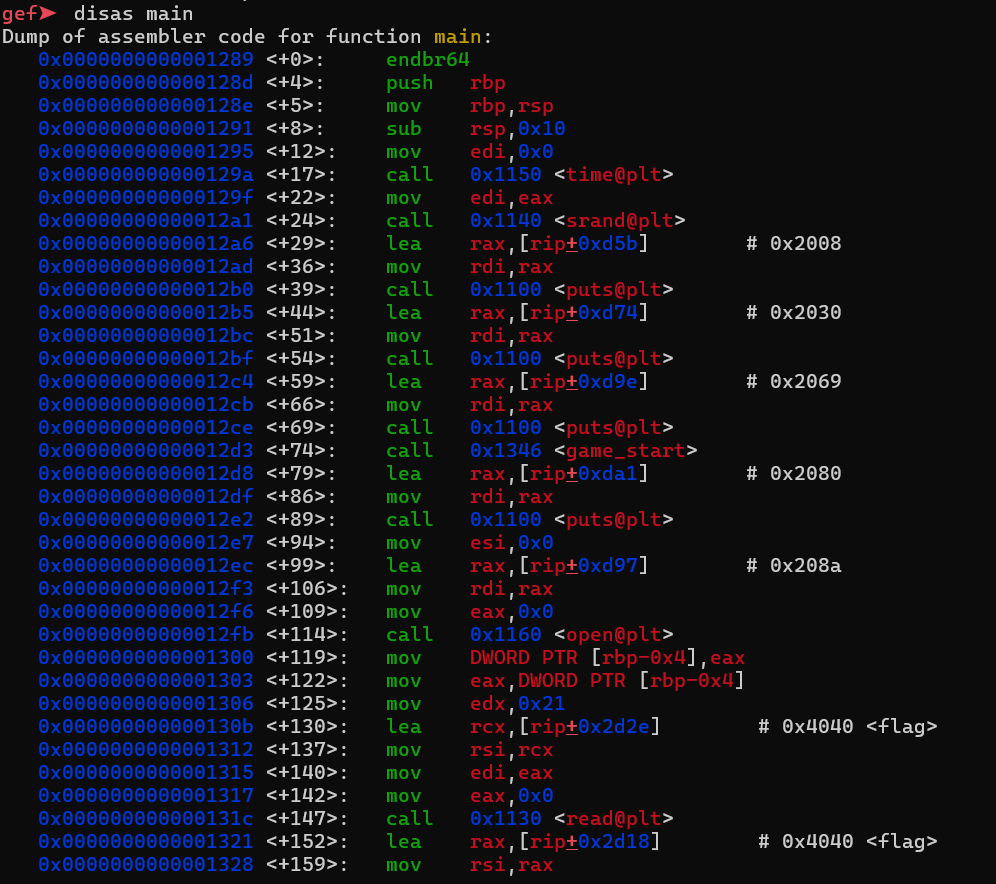 gef➤  disas main
Dump of assembler code for function main:
   0x0000000000001289 <+0>:     endbr64
   0x000000000000128d <+4>:     push   rbp
   0x000000000000128e <+5>:     mov    rbp,rsp
   0x0000000000001291 <+8>:     sub    rsp,0x10
   0x0000000000001295 <+12>:    mov    edi,0x0
   0x000000000000129a <+17>:    call   0x1150 <time@plt>
   0x000000000000129f <+22>:    mov    edi,eax
   0x00000000000012a1 <+24>:    call   0x1140 <srand@plt>
   0x00000000000012a6 <+29>:    lea    rax,[rip+0xd5b]        # 0x2008
   0x00000000000012ad <+36>:    mov    rdi,rax
   0x00000000000012b0 <+39>:    call   0x1100 <puts@plt>
   0x00000000000012b5 <+44>:    lea    rax,[rip+0xd74]        # 0x2030
   0x00000000000012bc <+51>:    mov    rdi,rax
   0x00000000000012bf <+54>:    call   0x1100 <puts@plt>
   0x00000000000012c4 <+59>:    lea    rax,[rip+0xd9e]        # 0x2069
   0x00000000000012cb <+66>:    mov    rdi,rax
   0x00000000000012ce <+69>:    call   0x1100 <puts@plt>
   0x00000000000012d3 <+74>:    call   0x1346 <game_start>
   0x00000000000012d8 <+79>:    lea    rax,[rip+0xda1]        # 0x2080
   0x00000000000012df <+86>:    mov    rdi,rax
   0x00000000000012e2 <+89>:    call   0x1100 <puts@plt>
   0x00000000000012e7 <+94>:    mov    esi,0x0
   0x00000000000012ec <+99>:    lea    rax,[rip+0xd97]        # 0x208a
   0x00000000000012f3 <+106>:   mov    rdi,rax
   0x00000000000012f6 <+109>:   mov    eax,0x0
   0x00000000000012fb <+114>:   call   0x1160 <open@plt>
   0x0000000000001300 <+119>:   mov    DWORD PTR [rbp-0x4],eax
   0x0000000000001303 <+122>:   mov    eax,DWORD PTR [rbp-0x4]
   0x0000000000001306 <+125>:   mov    edx,0x21
   0x000000000000130b <+130>:   lea    rcx,[rip+0x2d2e]        # 0x4040 <flag>
   0x0000000000001312 <+137>:   mov    rsi,rcx
   0x0000000000001315 <+140>:   mov    edi,eax
   0x0000000000001317 <+142>:   mov    eax,0x0
   0x000000000000131c <+147>:   call   0x1130 <read@plt>
   0x0000000000001321 <+152>:   lea    rax,[rip+0x2d18]        # 0x4040 <flag>
   0x0000000000001328 <+159>:   mov    rsi,rax